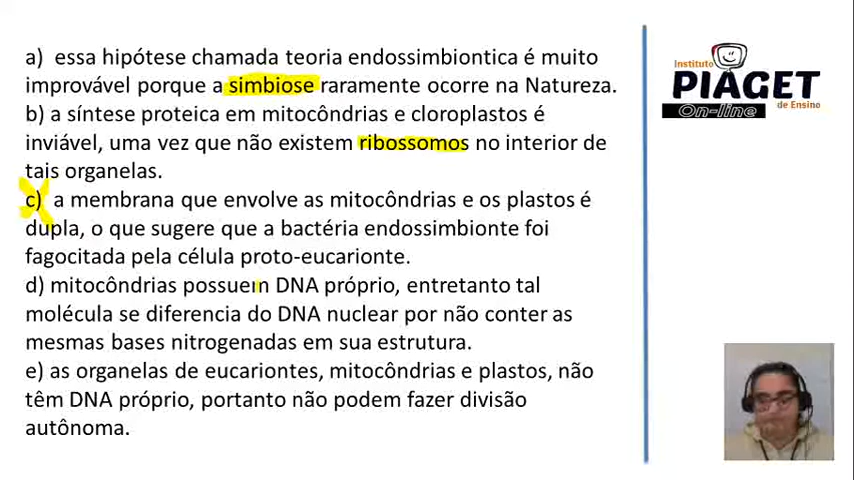 a) essa hipótese chamada teoria endossimbiontica é muito
improvável porque a simbiose raramente ocorre na Natureza.
b) a síntese proteica em mitocôndrias e cloroplastos é
inviável, uma vez que não existem ribossomos no interior de
tais organelas.
c) a membrana que envolve as mitocôndrias e os plastos é
dupla, o que sugere que a bactéria endossimbionte foi
fagocitada pela célula proto-eucarionte.
d) mitocôndrias possuem DNA próprio, entretanto tal
molécula se diferencia do DNA nuclear por não conter as
mesmas bases nitrogenadas em sua estrutura.
e) as organelas de eucariontes, mitocôndrias e plastos, não
têm DNA próprio, portanto não podem fazer divisão
autônoma.
Instituto
PIAGET
On-line de Ensino